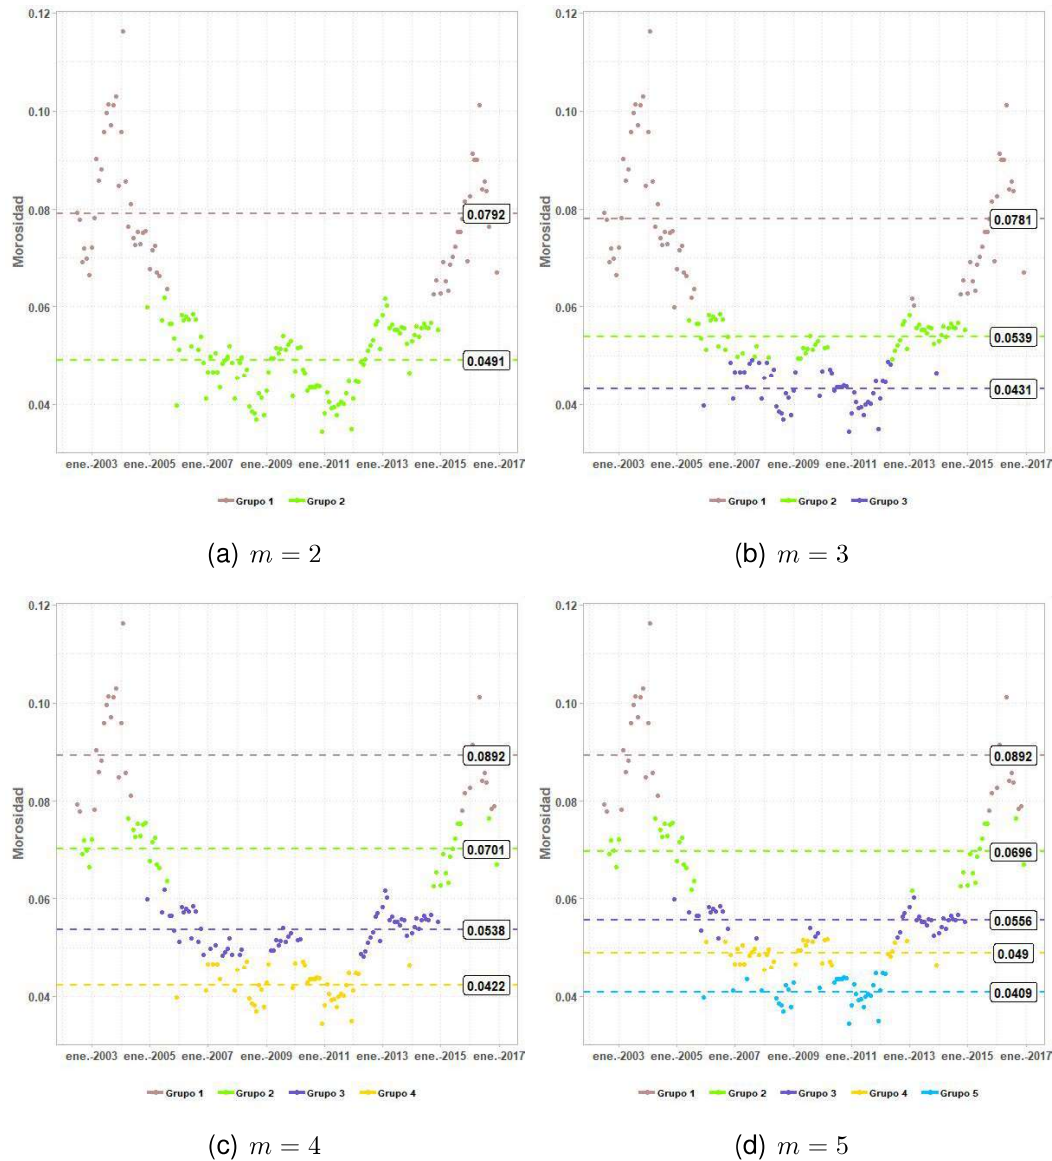 0.12
0.10
0.08
0.06
0.04
Morosidad
0.0792
0.0491
ene.-2003 ene.-2005 ene.-2007 ene.-2009 ene.-2011 ene.-2013 ene.-2015 ene.-2017
Grupo 1 Grupo 2
(a) m = 2
0.12
0.10
0.08
0.06
0.04
Morosidad
0.0781
0.0539
0.0431
ene.-2003 ene.-2005 ene.-2007 ene.-2009 ene.-2011 ene.-2013 ene.-2015 ene.-2017
Grupo 1 Grupo 2 Grupo 3
(b) m = 3
0.12
0.10
0.08
0.06
0.04
Morosidad
0.0892
0.0701
0.0538
0.0422
ene.-2003 ene.-2005 ene.-2007 ene.-2009 ene.-2011 ene.-2013 ene.-2015 ene.-2017
Grupo 1 Grupo 2 Grupo 3 Grupo 4
(c) m = 4
0.12
0.10
0.08
0.06
0.04
Morosidad
0.0892
0.0696
0.0556
0.049
0.0409
ene.-2003 ene.-2005 ene.-2007 ene.-2009 ene.-2011 ene.-2013 ene.-2015 ene.-2017
Grupo 1 Grupo 2 Grupo 3 Grupo 4 Grupo 5
(d) m = 5